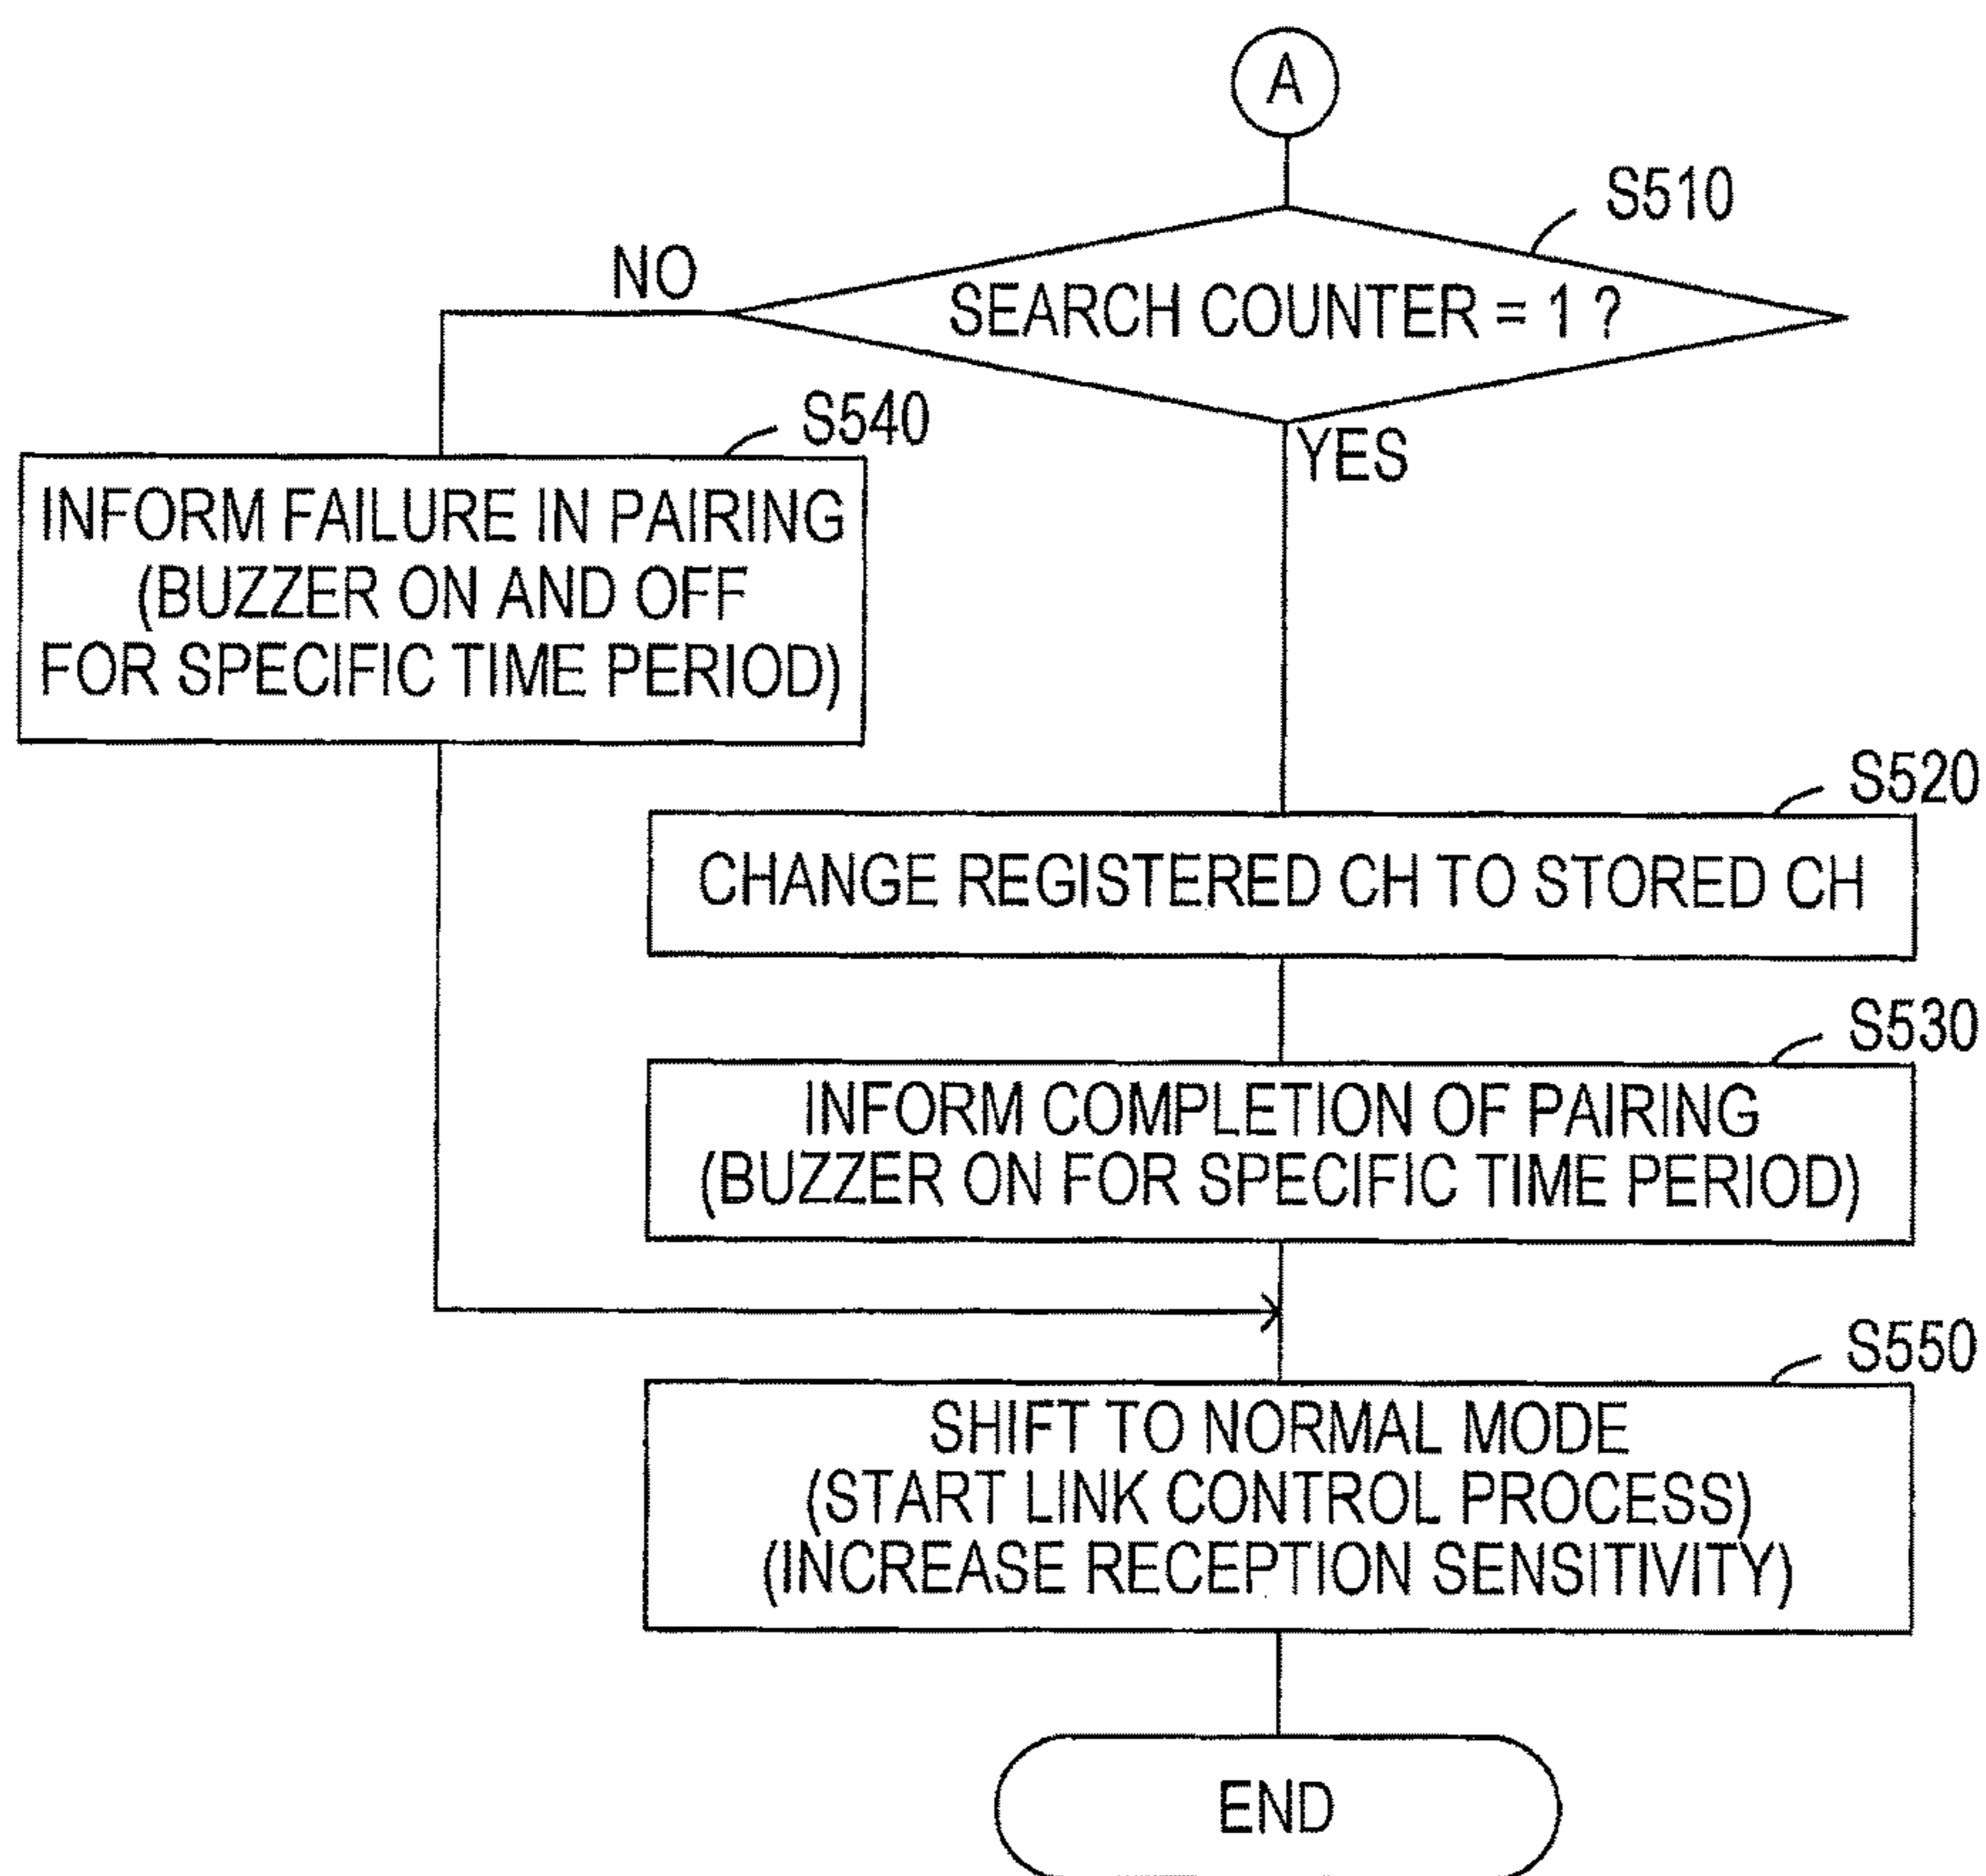 A
S510
SEARCH COUNTER = 1 ?
NO
YES
S540
INFORM FAILURE IN PAIRING
(BUZZER ON AND OFF
FOR SPECIFIC TIME PERIOD)
S520
CHANGE REGISTERED CH TO STORED CH
S530
INFORM COMPLETION OF PAIRING
(BUZZER ON FOR SPECIFIC TIME PERIOD)
S550
SHIFT TO NORMAL MODE
(START LINK CONTROL PROCESS)
(INCREASE RECEPTION SENSITIVITY)
END